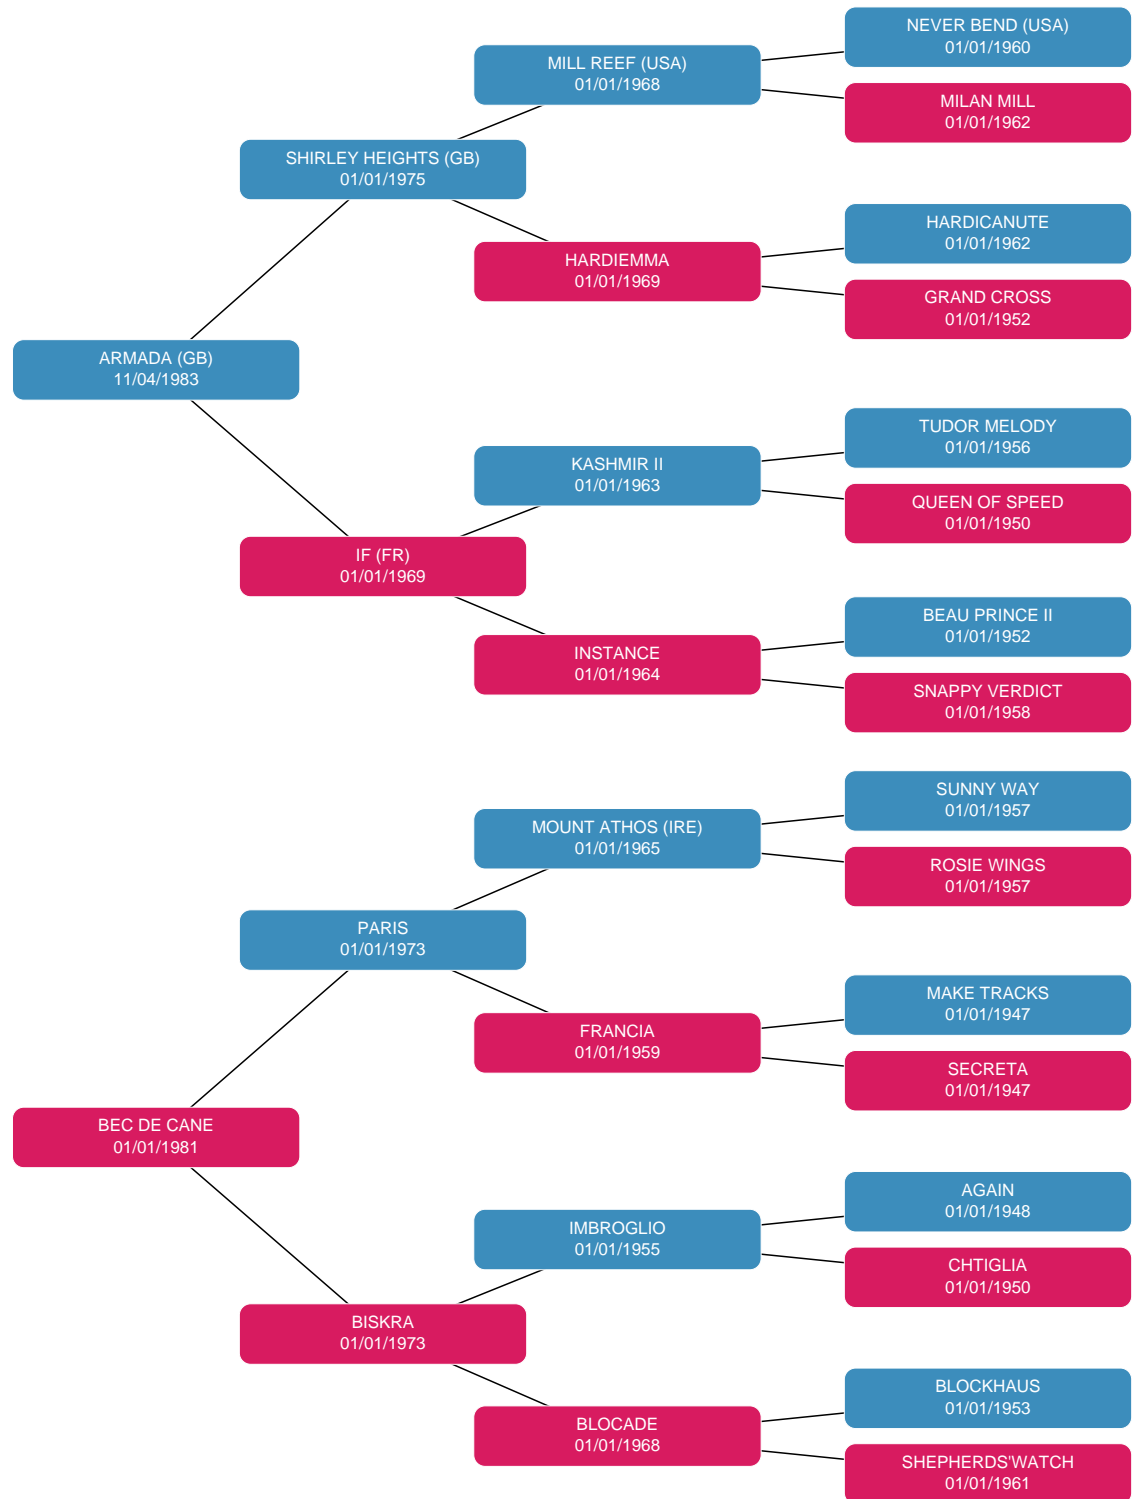 NEVER BEND (USA)
01/01/1960
MILL REEF (USA)
01/01/1968
MILAN MILL
01/01/1962
SHIRLEY HEIGHTS (GB)
01/01/1975
HARDICANUTE
01/01/1962
HARDIEMMA
01/01/1969
GRAND CROSS
01/01/1952
ARMADA (GB)
11/04/1983
TUDOR MELODY
01/01/1956
KASHMIR II
01/01/1963
QUEEN OF SPEED
01/01/1950
IF (FR)
01/01/1969
BEAU PRINCE II
01/01/1952
INSTANCE
01/01/1964
SNAPPY VERDICT
01/01/1958
SUNNY WAY
01/01/1957
MOUNT ATHOS (IRE)
01/01/1965
ROSIE WINGS
01/01/1957
PARIS
01/01/1973
MAKE TRACKS
01/01/1947
FRANCIA
01/01/1959
SECRETA
01/01/1947
BEC DE CANE
01/01/1981
AGAIN
01/01/1948
IMBROGLIO
01/01/1955
CHTIGLIA
01/01/1950
BISKRA
01/01/1973
BLOCKHAUS
01/01/1953
BLOCADE
01/01/1968
SHEPHERDS'WATCH
01/01/1961